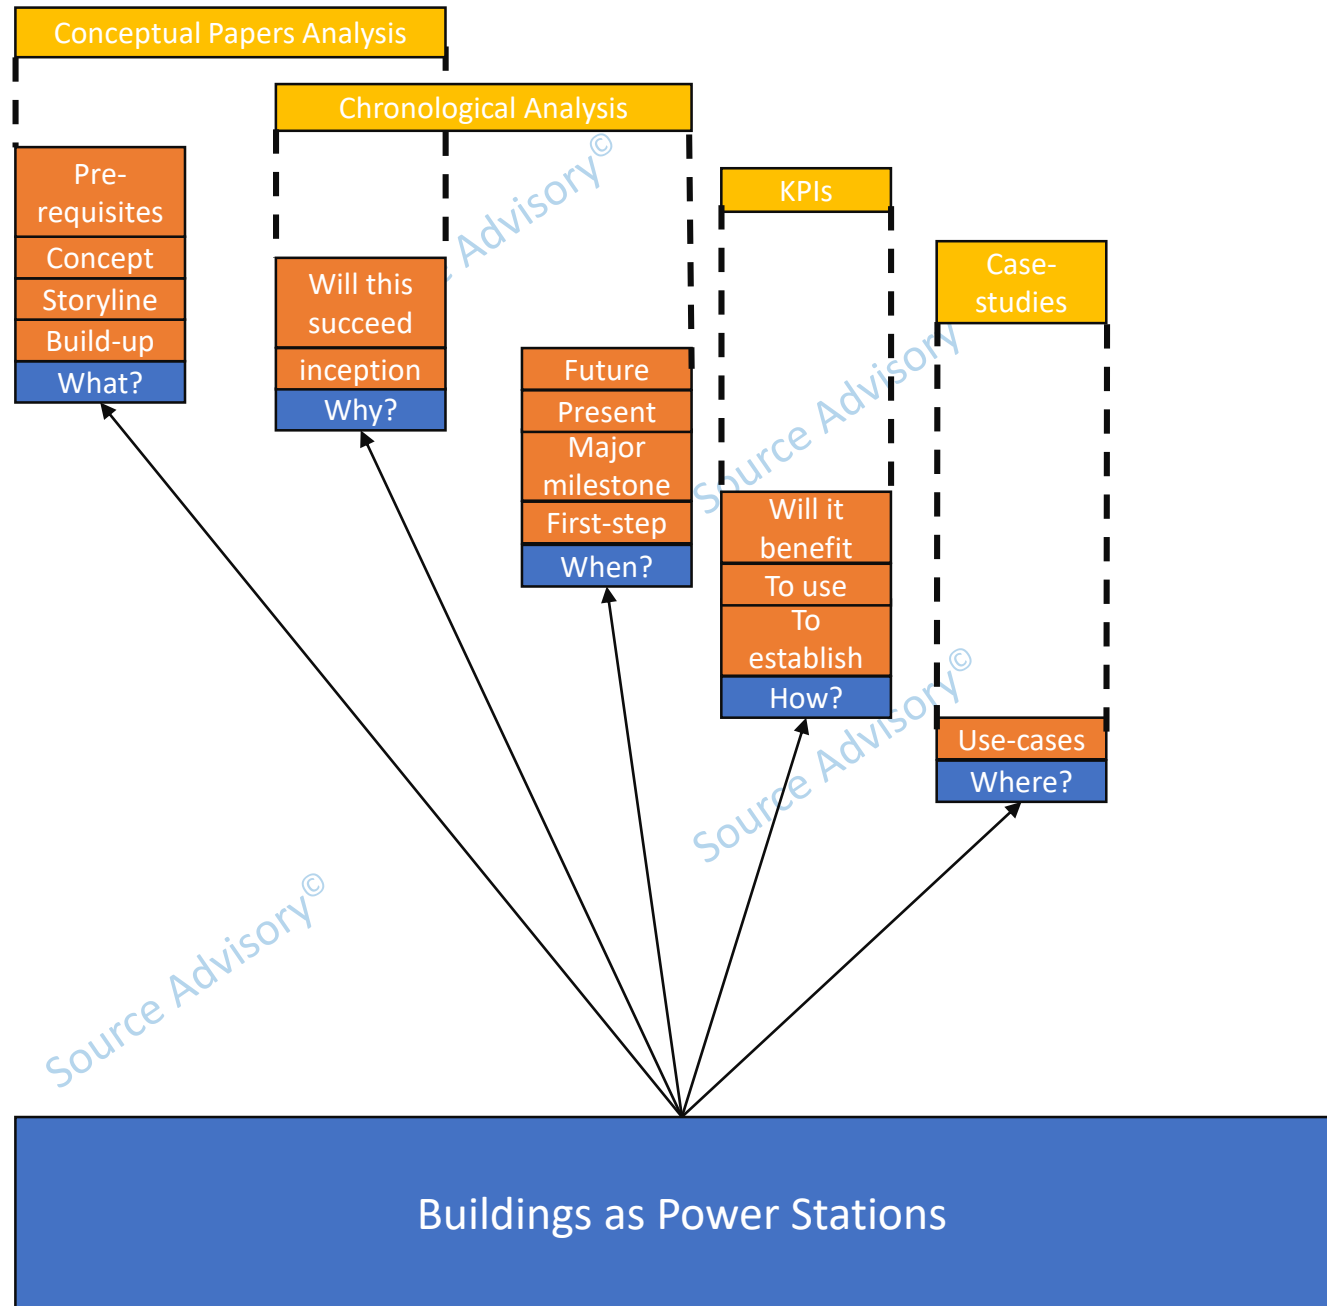 Conceptual Papers Analysis
Chronological Analysis
Pre-
requisites
Concept
Storyline
Build-up
What?
Will this
succeed
inception
Why?
Future
Present
Major
milestone
First-step
When?
KPIs
Will it
benefit
To use
To
establish
How?
Case-
studies
Use-cases
Where?
Source Advisory©
Source Advisory
Source Advisory©
Source Advisory©
Buildings as Power Stations